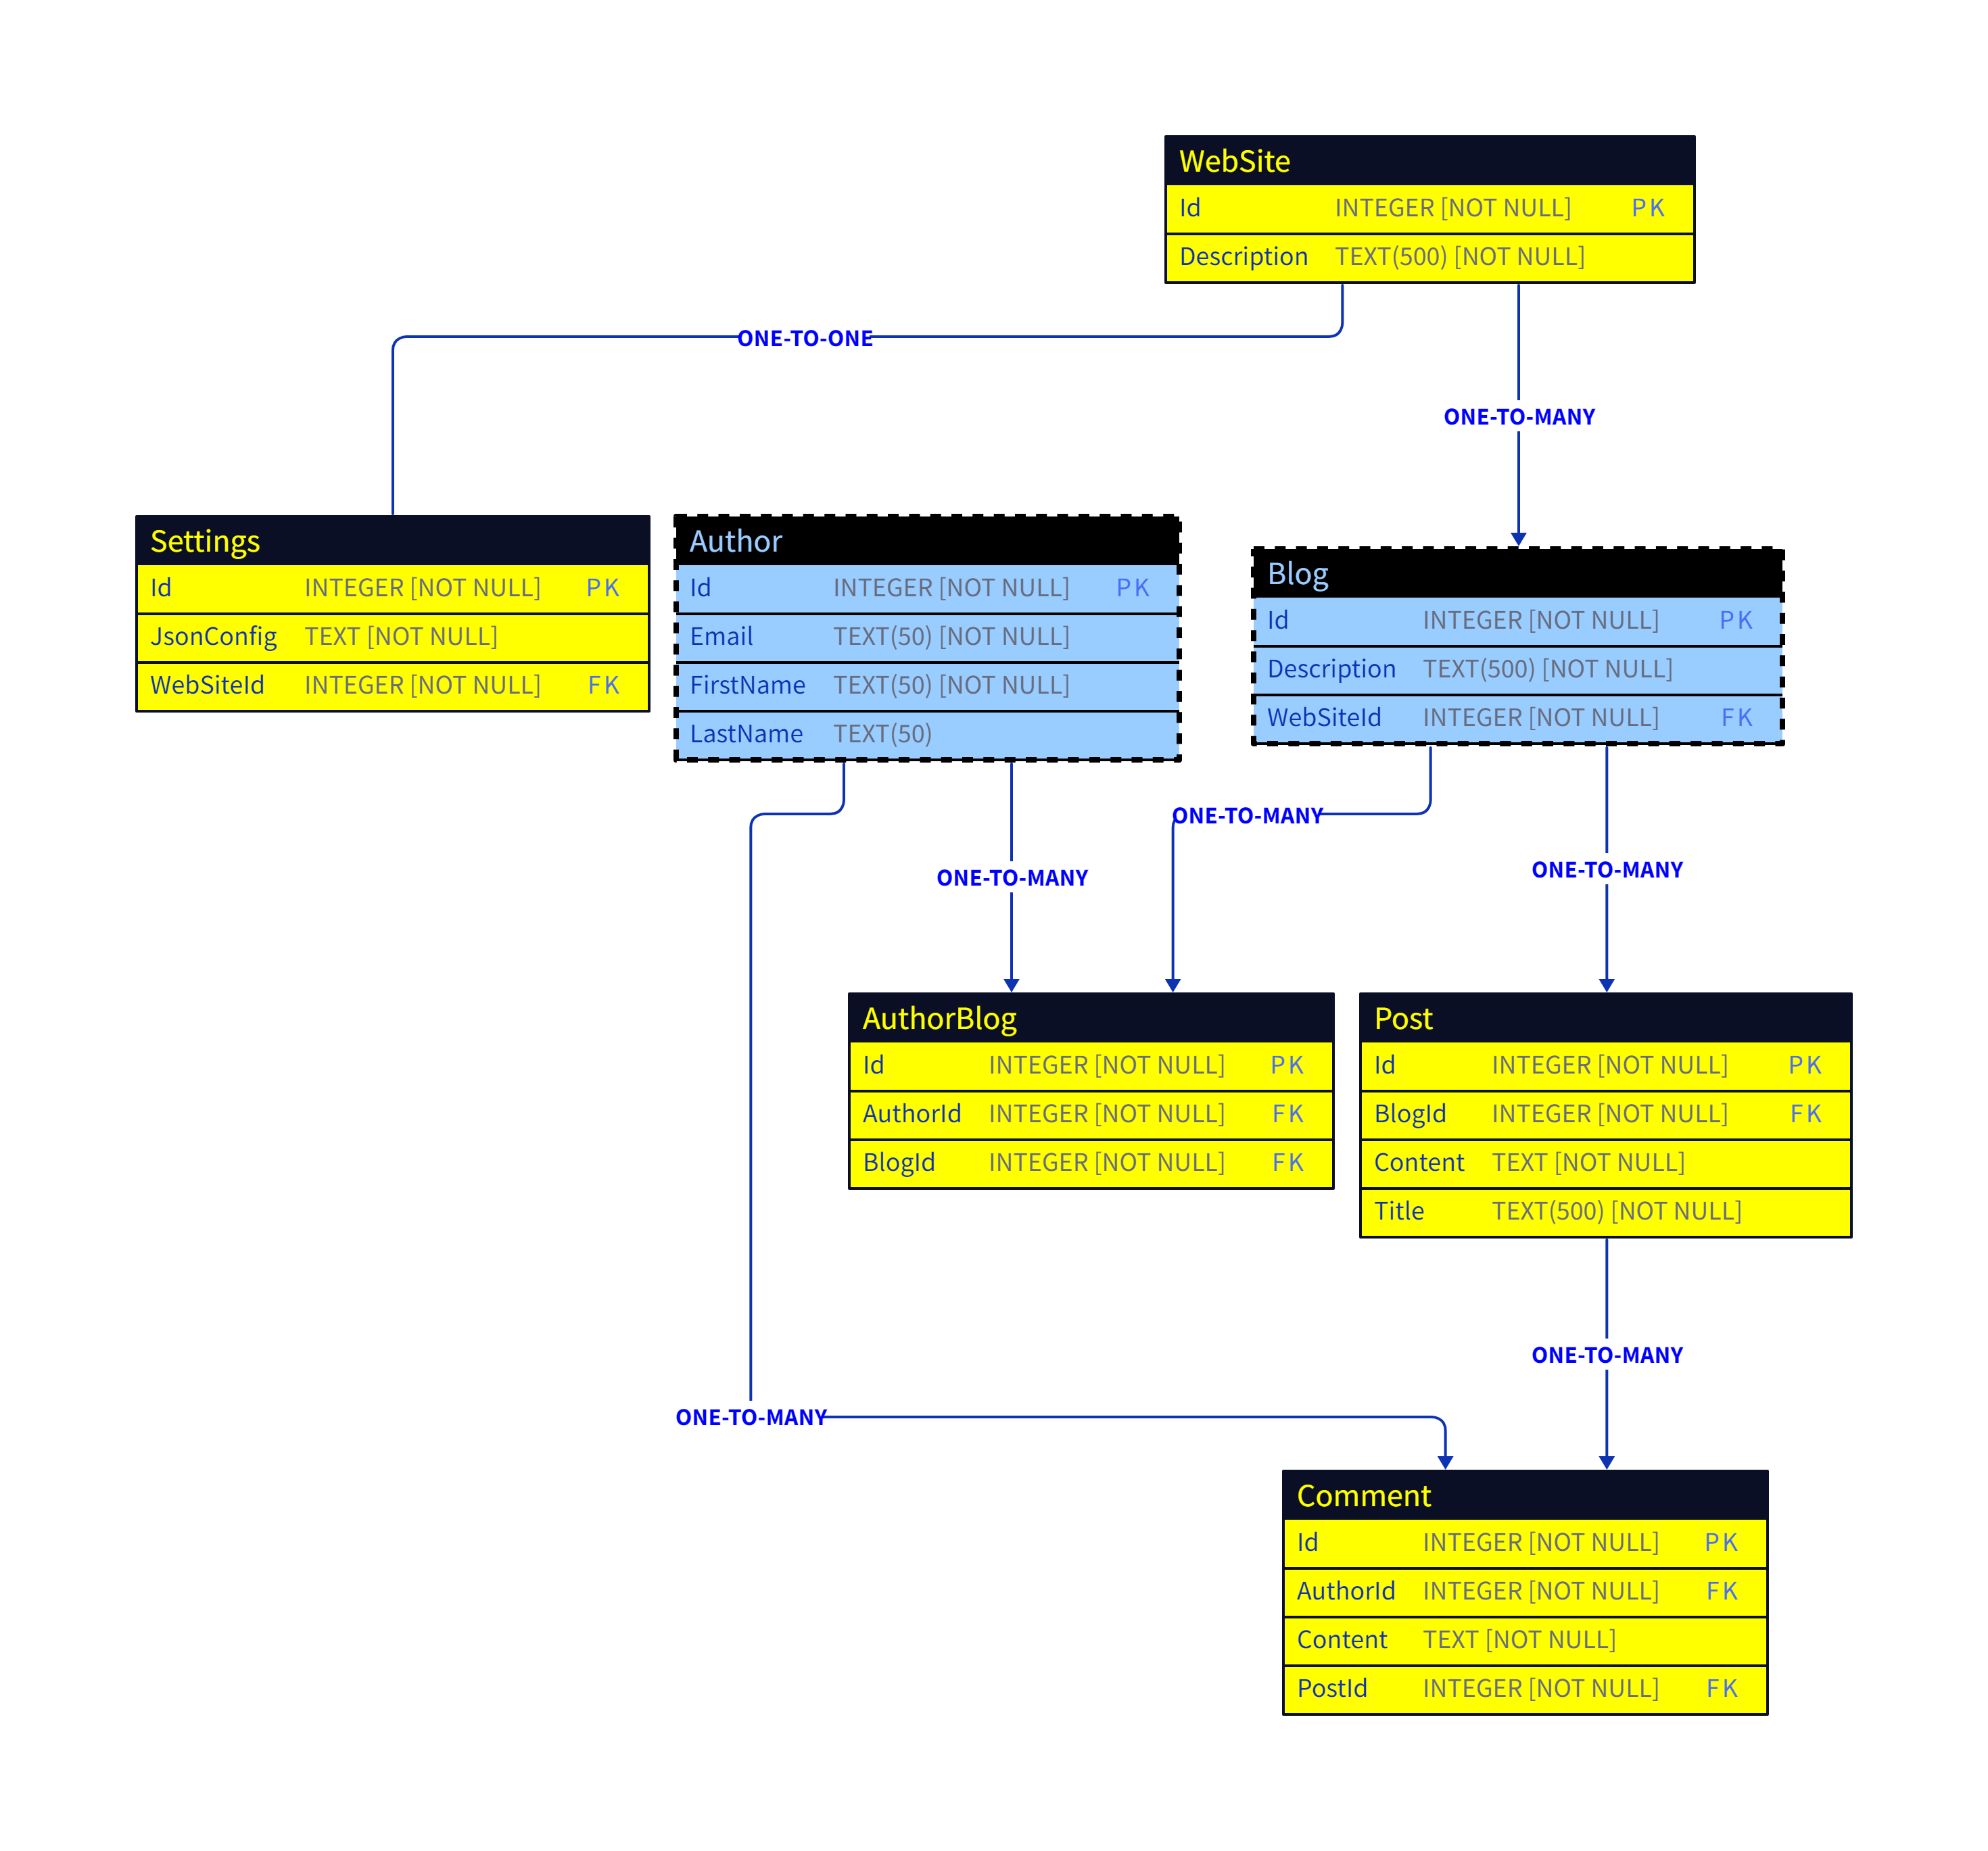 WebSite
Id INTEGER [NOT NULL] PK
Description TEXT(500) [NOT NULL]
ONE-TO-ONE
ONE-TO-MANY
Settings
Id INTEGER [NOT NULL] PK
JsonConfig TEXT [NOT NULL]
WebSiteId INTEGER [NOT NULL] FK
Author
Id INTEGER [NOT NULL] PK
Email TEXT(50) [NOT NULL]
FirstName TEXT(50) [NOT NULL]
LastName TEXT(50)
Blog
Id INTEGER [NOT NULL] PK
Description TEXT(500) [NOT NULL]
WebSiteId INTEGER [NOT NULL] FK
ONE-TO-MANY
ONE-TO-MANY
ONE-TO-MANY
AuthorBlog
Id INTEGER [NOT NULL] PK
AuthorId INTEGER [NOT NULL] FK
BlogId INTEGER [NOT NULL] FK
Post
Id INTEGER [NOT NULL] PK
BlogId INTEGER [NOT NULL] FK
Content TEXT [NOT NULL]
Title TEXT(500) [NOT NULL]
ONE-TO-MANY
ONE-TO-MANY
Comment
Id INTEGER [NOT NULL] PK
AuthorId INTEGER [NOT NULL] FK
Content TEXT [NOT NULL]
PostId INTEGER [NOT NULL] FK